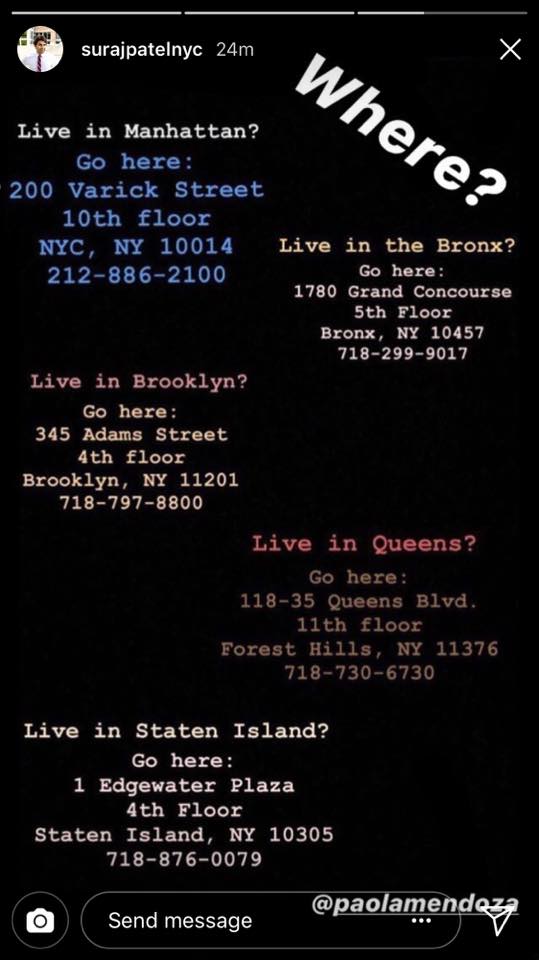 surajpatelnyc 24m
Where?
Live in Manhattan?
Go here:
200 Varick Street
10th floor
NYC, NY 10014
212-886-2100
Live in the Bronx?
Go here:
1780 Grand Concourse
5th Floor
Bronx, NY 10457
718-299-9017
Live in Brooklyn?
Go here:
345 Adams Street
4th floor
Brooklyn, NY 11201
718-797-8800
Live in Queens?
Go here:
118-35 Queens Blvd.
11th floor
Forest Hills, NY 11376
718-730-6730
Live in Staten Island?
Go here:
1 Edgewater Plaza
4th Floor
Staten Island, NY 10305
718-876-0079
@paolamendoza
Send message